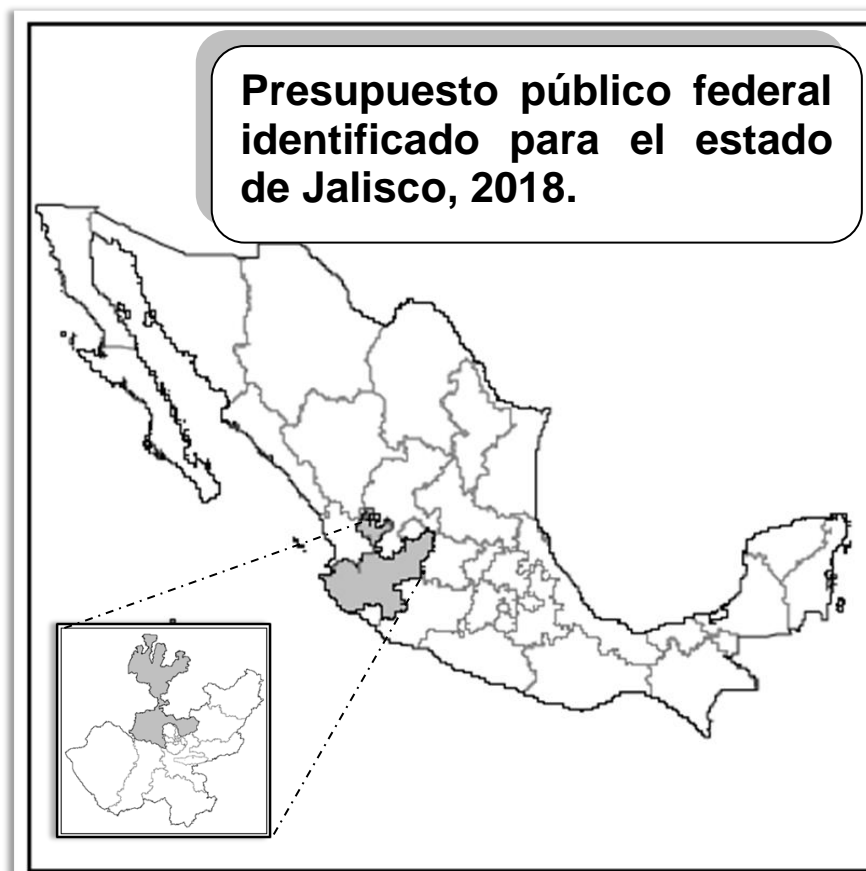 Presupuesto público federal
identificado para el estado
de Jalisco, 2018.